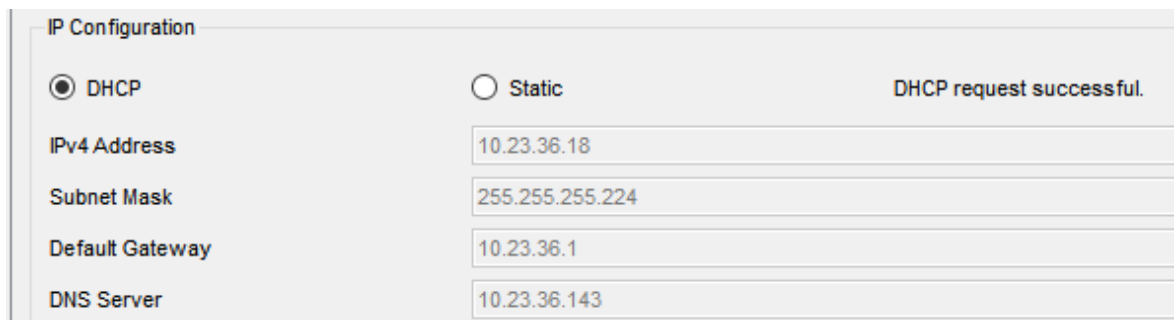 IP Configuration
DHCP Static DHCP request successful.
IPv4 Address 10.23.36.18
Subnet Mask 255.255.255.224
Default Gateway 10.23.36.1
DNS Server 10.23.36.143